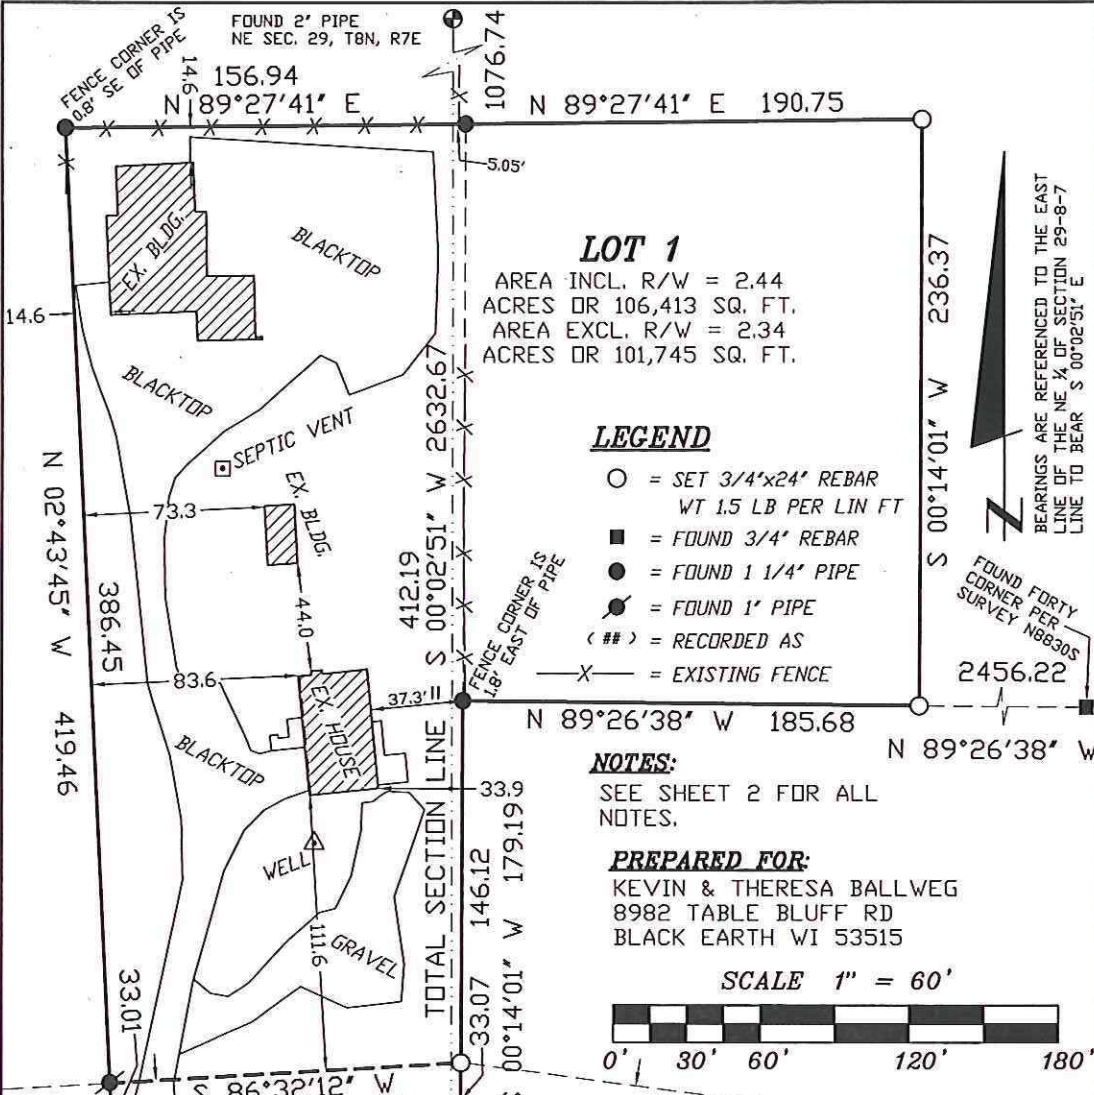 FENCE CORNER IS
0.8' SE OF PIPE
FOUND 2" PIPE
NE SEC. 29, T8N, R7E
14.6
156.94
N 89°27'41" E
1076.74
N 89°27'41" E 190.75
5.05'
EX. BLDG.
BLACKTOP
LOT 1
AREA INCL. R/W = 2.44
ACRES OR 106,413 SQ. FT.
AREA EXCL. R/W = 2.34
ACRES OR 101,745 SQ. FT.
S 00°14'01" W 236.37
BEARINGS ARE REFERENCED TO THE EAST
LINE OF THE NE ¼ OF SECTION 29-8-7
LINE TO BEAR S 00°02'51" E
N
14.6
BLACKTOP
SEPTIC VENT
EX. BLDG.
73.3
44.0
N 02°43'45" W 419.46
386.45
83.6
EX. HOUSE
37.3'
BLACKTOP
33.9
TOTAL SECTION LINE S 00°02'51" W 2632.67
412.19
FENCE CORNER IS
1.8' EAST OF PIPE
LEGEND
= SET 3/4"x24" REBAR
WT 1.5 LB PER LIN FT
= FOUND 3/4" REBAR
= FOUND 1 1/4" PIPE
= FOUND 1" PIPE
(##) = RECORDED AS
X = EXISTING FENCE
FOUND FORTY
CORNER PER
SURVEY N8830S
2456.22
N 89°26'38" W 185.68
N 89°26'38" W
NOTES:
SEE SHEET 2 FOR ALL
NOTES.
PREPARED FOR:
KEVIN & THERESA BALLWEG
8982 TABLE BLUFF RD
BLACK EARTH WI 53515
WELL
111.6
GRAVEL
146.12
33.07
00°14'01" W 179.19
33.01
S 86°32'12" W
SCALE 1" = 60'
0' 30' 60' 120' 180'